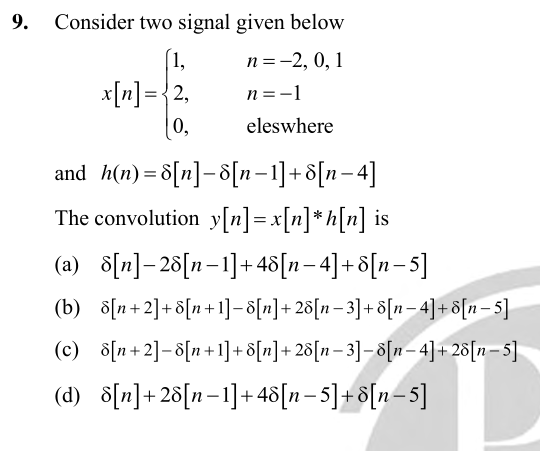 9. Consider two signal given below
x[n] = { 1, n = −2, 0, 1
2, n = −1
0, eleswhere
and h(n) = δ[n] − δ[n−1] + δ[n−4]
The convolution y[n] = x[n] * h[n] is
(a) δ[n] − 2δ[n−1] + 4δ[n−4] + δ[n−5]
(b) δ[n+2] + δ[n+1] − δ[n] + 2δ[n−3] + δ[n−4] + δ[n−5]
(c) δ[n+2] − δ[n+1] + δ[n] + 2δ[n−3] − δ[n−4] + 2δ[n−5]
(d) δ[n] + 2δ[n−1] + 4δ[n−5] + δ[n−5]